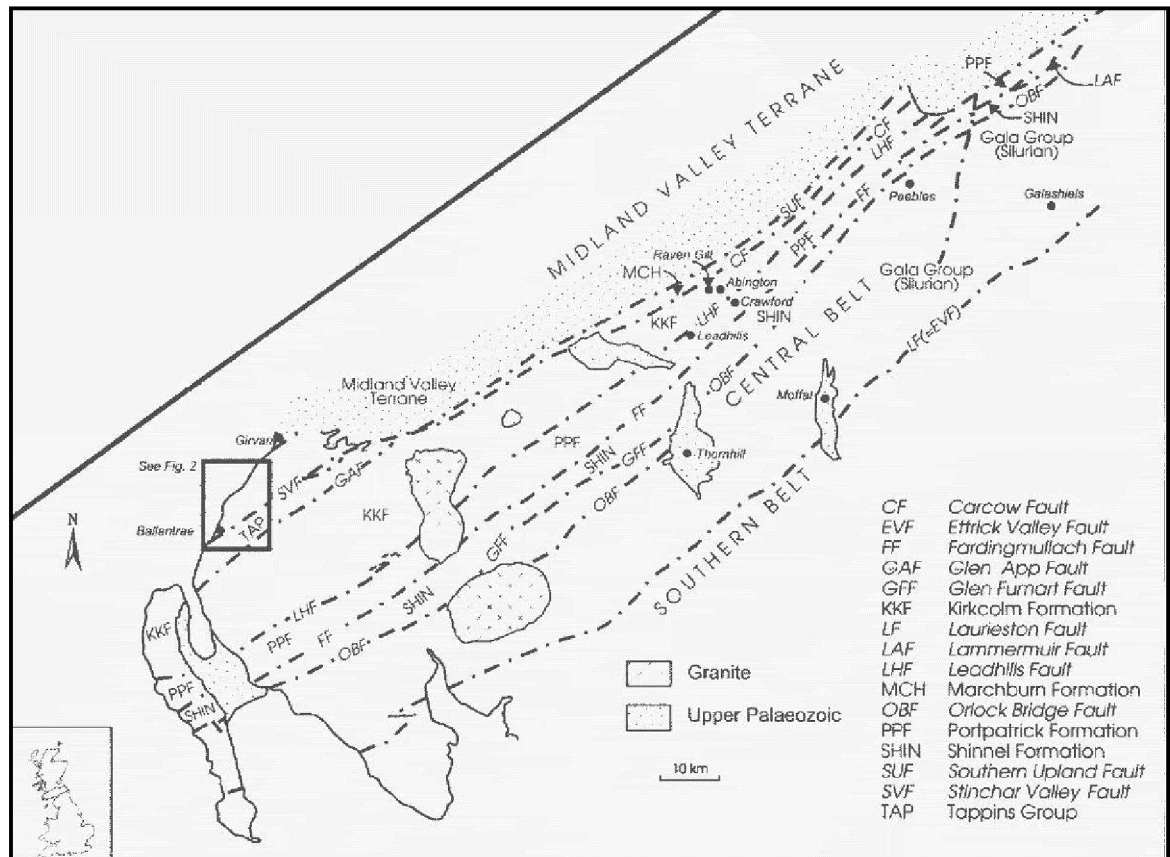 PPF
LAF
OBF
SHIN
Gala Group
(Silurian)
MIDLAND VALLEY TERRANE
CF
LHF
SUF
FF
Peebles
Galashiels
PPF
CF
Raven Gill
MCH
Abington
Crawford
Gala Group
(Silurian)
KKF
LHF
SHIN
Leadhills
LF(=EVF)
CENTRAL BELT
OBF
Midland Valley
Terrane
Moffat
Girvan
FF
PPF
SHIN
GFF
Thornhill
See Fig. 2
SVF
GAF
OBF
KKF
Ballantrae
TAP
N
GFF
SOUTHERN BELT
SHIN
LHF
KKF
PPF
FF
OBF
PPF
SHIN
Granite
Upper Palaeozoic
10 km
CF Carcow Fault
EVF Ettrick Valley Fault
FF Fardingmullach Fault
GAF Glen App Fault
GFF Glen Fumart Fault
KKF Kirkcolm Formation
LF Laurieston Fault
LAF Lammermuir Fault
LHF Leadhills Fault
MCH Marchburn Formation
OBF Orlock Bridge Fault
PPF Portpatrick Formation
SHIN Shinnel Formation
SUF Southern Upland Fault
SVF Stinchar Valley Fault
TAP Tappins Group